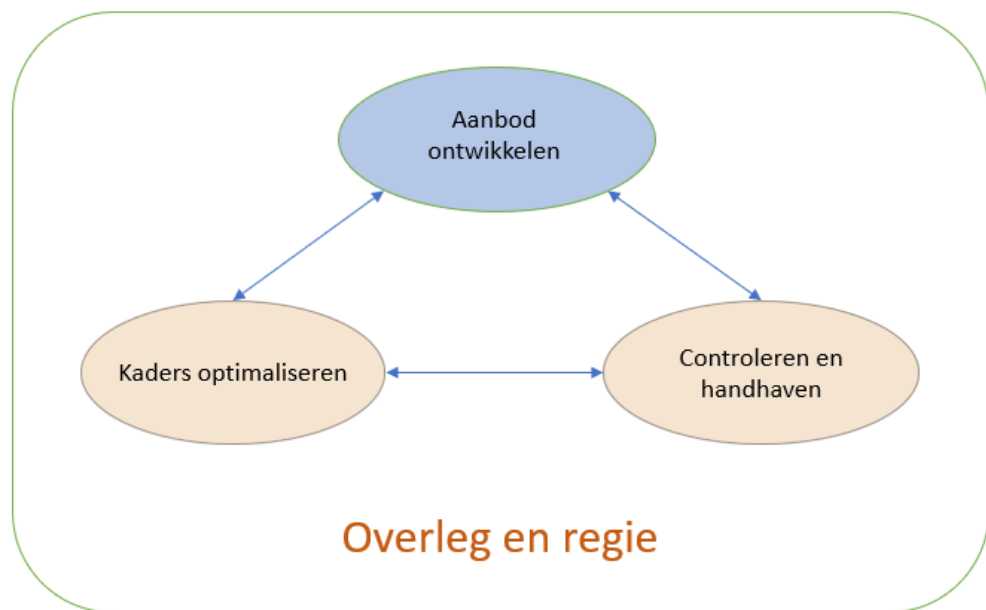 Aanbod
ontwikkelen
Kaders optimaliseren
Controleren en
handhaven
Overleg en regie